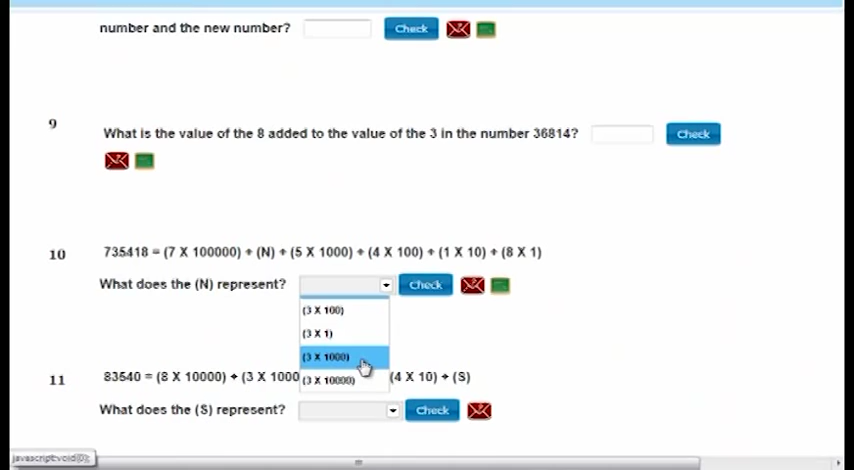 number and the new number? Check
9
What is the value of the 8 added to the value of the 3 in the number 36814? Check
10
735418 = (7 X 100000) + (N) + (5 X 1000) + (4 X 100) + (1 X 10) + (8 X 1)
What does the (N) represent? Check
(3 X 100)
(3 X 1)
(3 X 1000)
(3 X 10000)
11
83540 = (8 X 10000) + (3 X 1000 (4 X 10) + (S)
What does the (S) represent? Check
javascript:void(0);